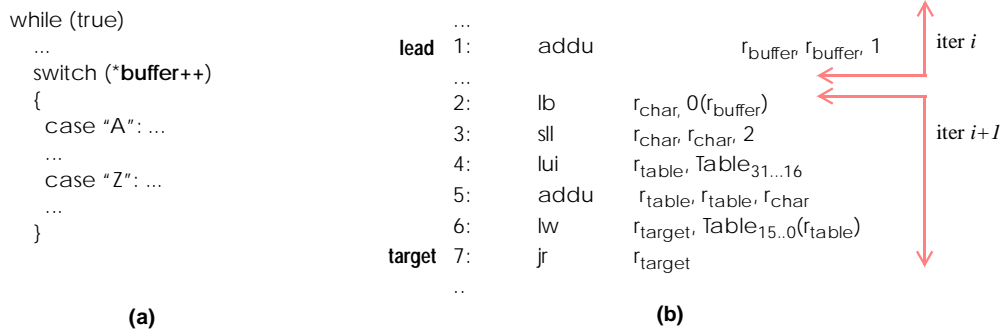 while (true)
...
switch (*buffer++)
{
case "A": ...
...
case "Z": ...
...
}
(a)
...
lead 1: addu r_buffer, r_buffer, 1
...
2: lb r_char, 0(r_buffer)
3: sll r_char, r_char, 2
4: lui r_table, Table_31...16
5: addu r_table, r_table, r_char
6: lw r_target, Table_15..0(r_table)
target 7: jr r_target
..
(b)
iter i
iter i+1